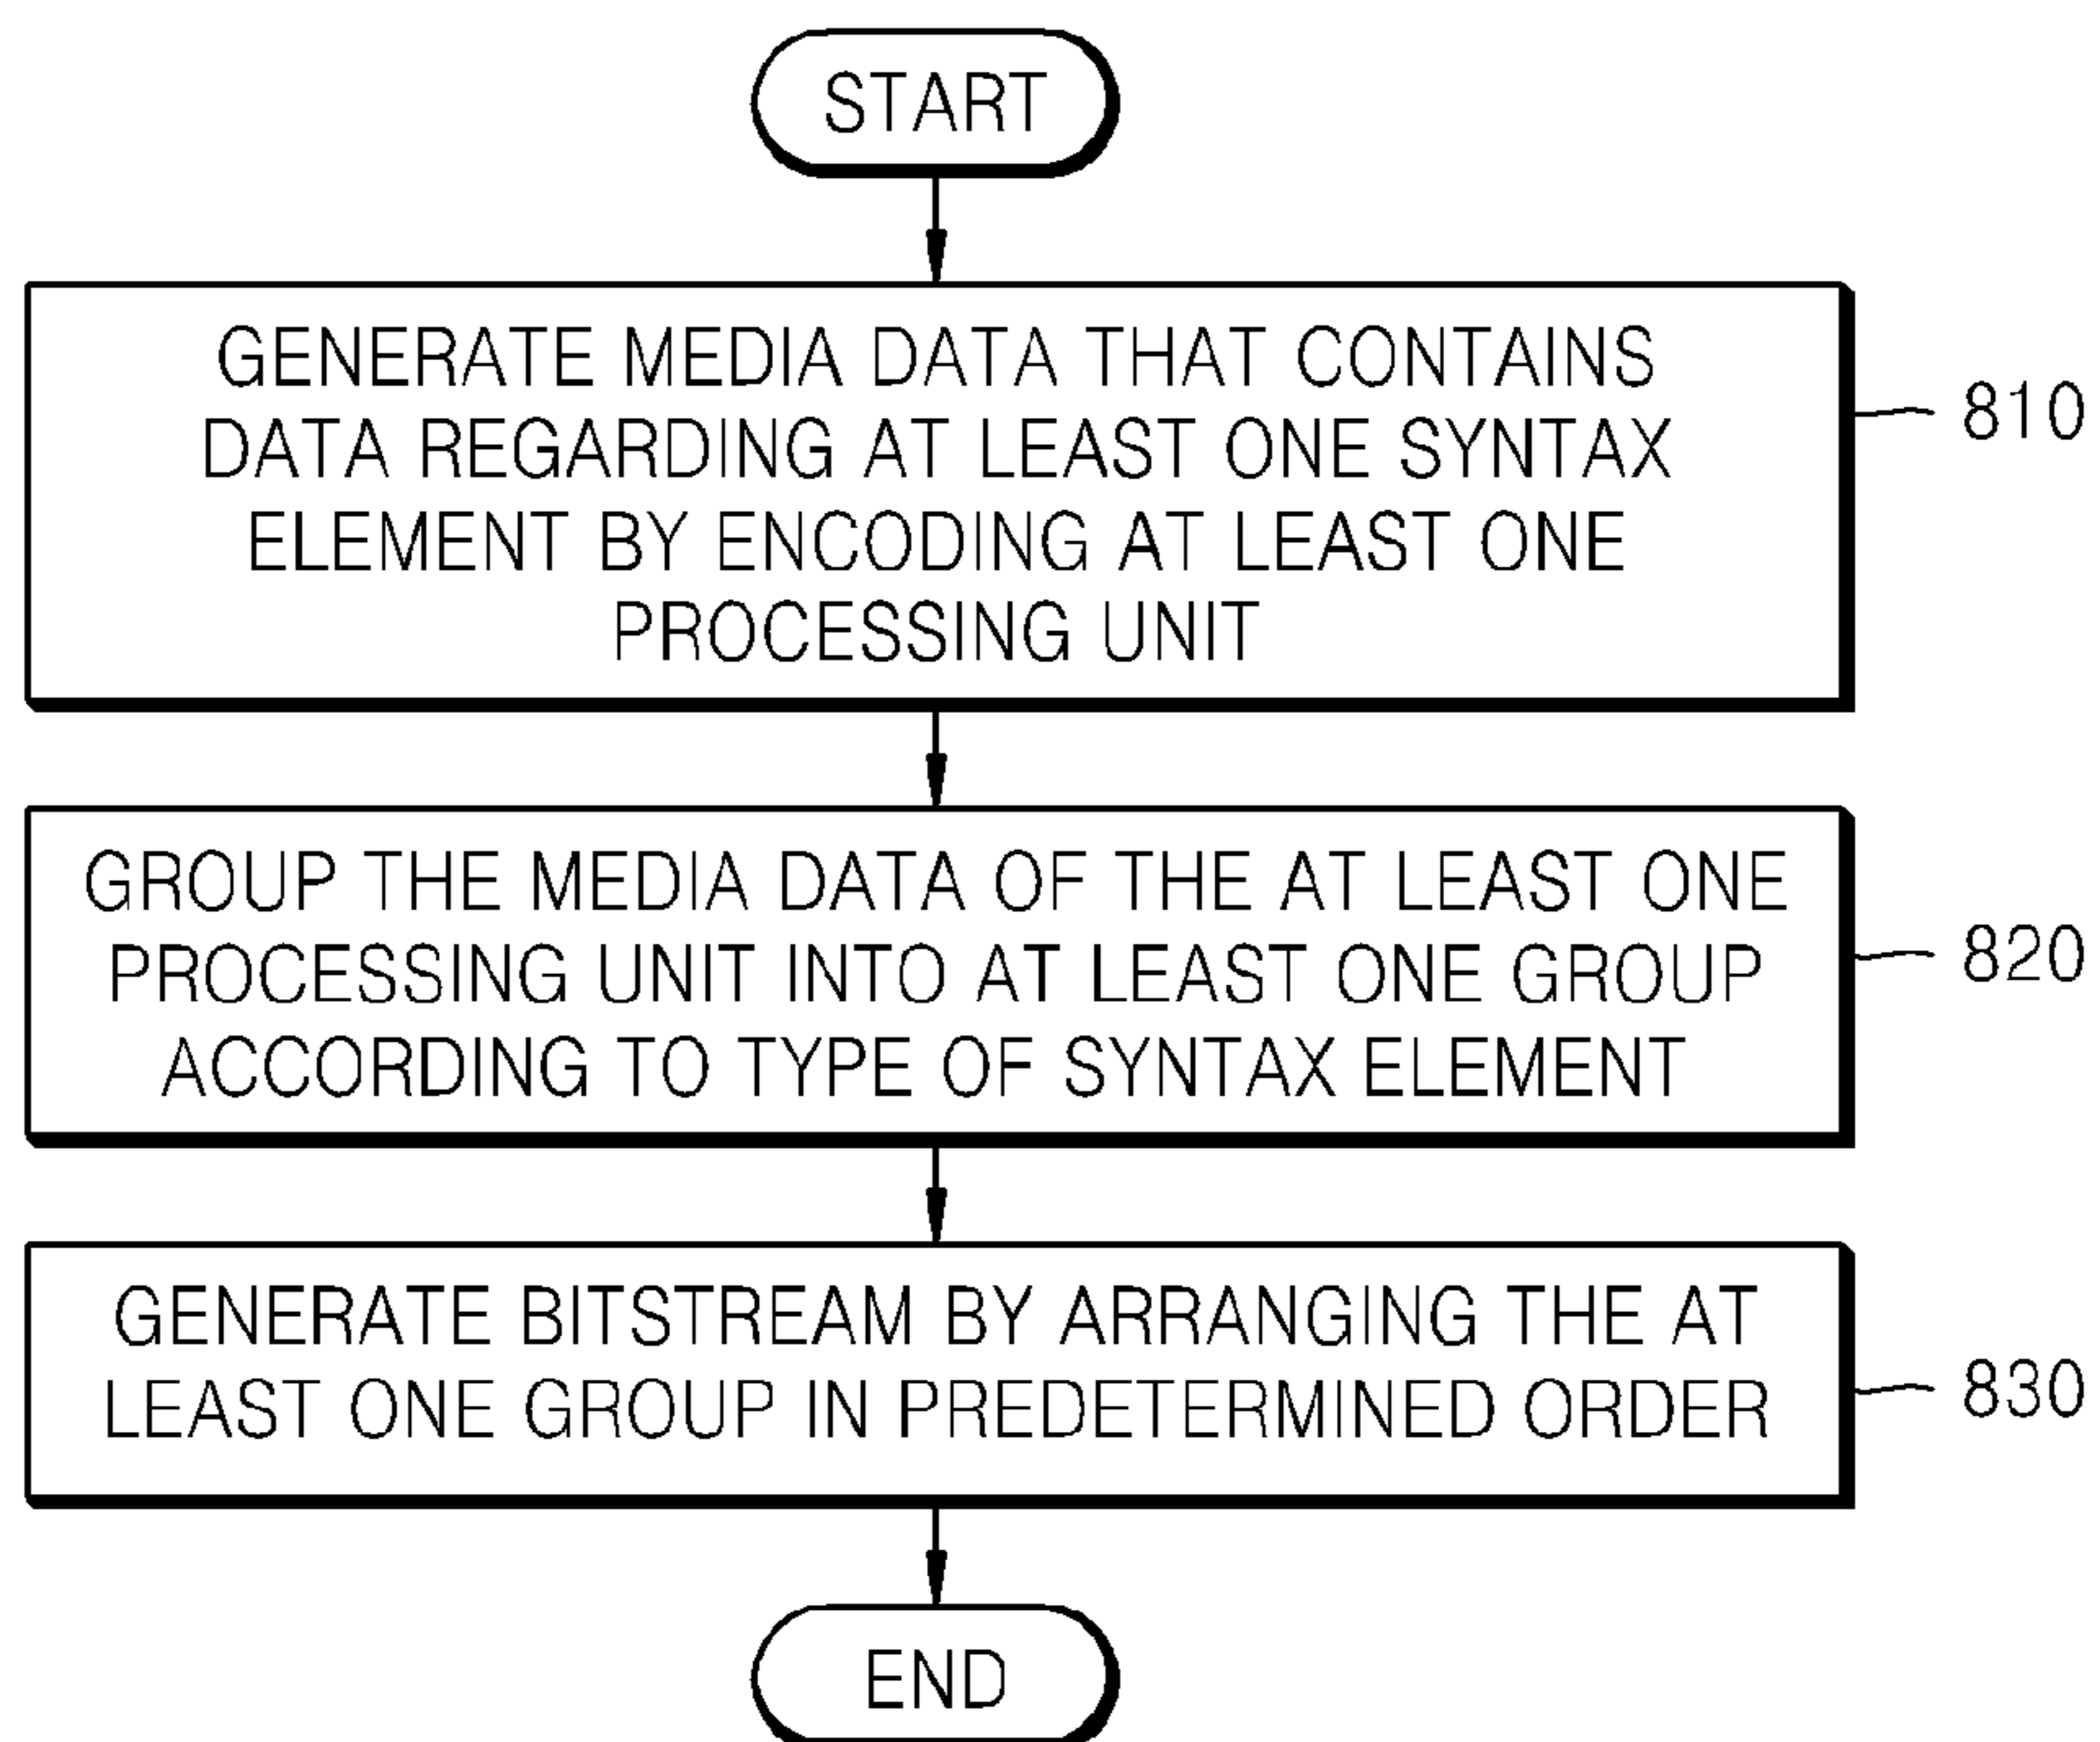 START
GENERATE MEDIA DATA THAT CONTAINS
DATA REGARDING AT LEAST ONE SYNTAX
ELEMENT BY ENCODING AT LEAST ONE
PROCESSING UNIT
810
GROUP THE MEDIA DATA OF THE AT LEAST ONE
PROCESSING UNIT INTO AT LEAST ONE GROUP
ACCORDING TO TYPE OF SYNTAX ELEMENT
820
GENERATE BITSTREAM BY ARRANGING THE AT
LEAST ONE GROUP IN PREDETERMINED ORDER
830
END